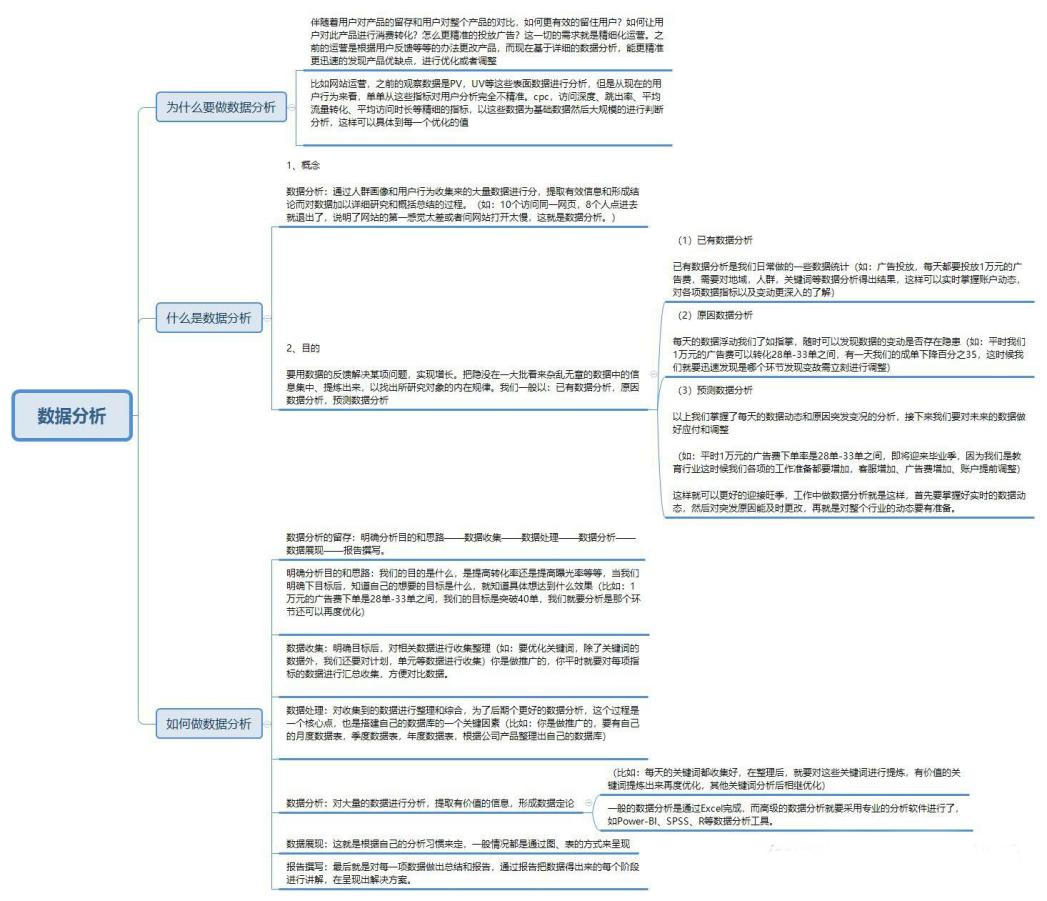 数据分析
为什么要做数据分析
伴随着用户对产品的留存和用户对整个产品的对比，如何更有效的留住用户？如何让用
户对此产品进行消费转化？怎么更精准的投放广告？这一切的需求就是精细化运营。之
前的运营是根据用户反馈等等的办法更改产品，而现在基于详细的数据分析，能更精准
更迅速的发现产品优缺点，进行优化或者调整
比如网站运营，之前的观察数据是PV，UV等这些表面数据进行分析，但是从现在的用
户行为来看，单单从这些指标对用户分析完全不精准。cpc，访问深度、跳出率、平均
流量转化、平均访问时长等精细的指标，以这些数据为基础数据然后大规模的进行判断
分析，这样可以具体到每一个优化的值
什么是数据分析
1、概念
数据分析：通过人群画像和用户行为收集来的大量数据进行分，提取有效信息和形成结
论而对数据加以详细研究和概括总结的过程。（如：10个访问同一网页，8个人点进去
就退出了，说明了网站的第一感觉太差或者问网站打开太慢，这就是数据分析。）
2、目的
要用数据的反馈解决某项问题，实现增长。把隐没在一大批看来杂乱无章的数据中的信
息集中、提炼出来，以找出所研究对象的内在规律。我们一般以：已有数据分析，原因
数据分析，预测数据分析
（1）已有数据分析
已有数据分析是我们日常做的一些数据统计（如：广告投放，每天都要投放1万元的广
告费，需要对地域，人群，关键词等数据分析得出结果，这样可以实时掌握账户动态，
对各项数据指标以及变动更深入的了解）
（2）原因数据分析
每天的数据浮动我们了如指掌，随时可以发现数据的变动是否存在隐患（如：平时我们
1万元的广告费可以转化28单-33单之间，有一天我们的成单下降百分之35，这时候我
们就要迅速发现是哪个环节发现变故需立刻进行调整）
（3）预测数据分析
以上我们掌握了每天的数据动态和原因突发变况的分析，接下来我们要对未来的数据做
好应付和调整
（如：平时1万元的广告费下单率是28单-33单之间，即将迎来毕业季，因为我们是教
育行业这时候我们各项的工作准备都要增加，客服增加、广告费增加、账户提前调整）
这样就可以更好的迎接旺季，工作中做数据分析就是这样，首先要掌握好实时的数据动
态，然后对突发原因能及时更改，再就是对整个行业的动态要有准备。
如何做数据分析
数据分析的留存：明确分析目的和思路——数据收集——数据处理——数据分析——
数据展现——报告撰写。
明确分析目的和思路：我们的目的是什么，是提高转化率还是提高曝光率等等，当我们
明确下目标后，知道自己的想要的目标是什么，就知道具体想达到什么效果（比如：1
万元的广告费下单是28单-33单之间，我们的目标是突破40单，我们就要分析是那个环
节还可以再度优化）
数据收集：明确目标后，对相关数据进行收集整理（如：要优化关键词，除了关键词的
数据外，我们还要对计划，单元等数据进行收集）你是做推广的，你平时就要对每项指
标的数据进行汇总收集，方便对比数据。
数据处理：对收集到的数据进行整理和综合，为了后期个更好的数据分析，这个过程是
一个核心点，也是搭建自己的数据库的一个关键因素（比如：你是做推广的，要有自己
的月度数据表，季度数据表，年度数据表，根据公司产品整理出自己的数据库）
数据分析：对大量的数据进行分析，提取有价值的信息，形成数据定论
（比如：每天的关键词都收集好，在整理后，就要对这些关键词进行提炼，有价值的关
键词提炼出来再度优化，其他关键词分析后相继优化）
一般的数据分析是通过Excel完成，而高级的数据分析就要采用专业的分析软件进行了，
如Power-BI、SPSS、R等数据分析工具。
数据展现：这就是根据自己的分析习惯来定，一般情况都是通过图、表的方式来呈现
报告撰写：最后就是对每一项数据做出总结和报告，通过报告把数据得出来的每个阶段
进行讲解，在呈现出解决方案。